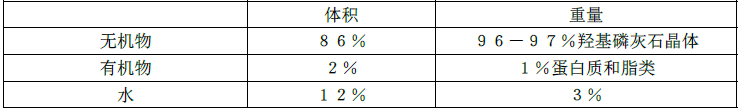 体积 重量
无机物 ８６％ ９６－９７％羟基磷灰石晶体
有机物 ２％ １％蛋白质和脂类
水 １２％ ３％